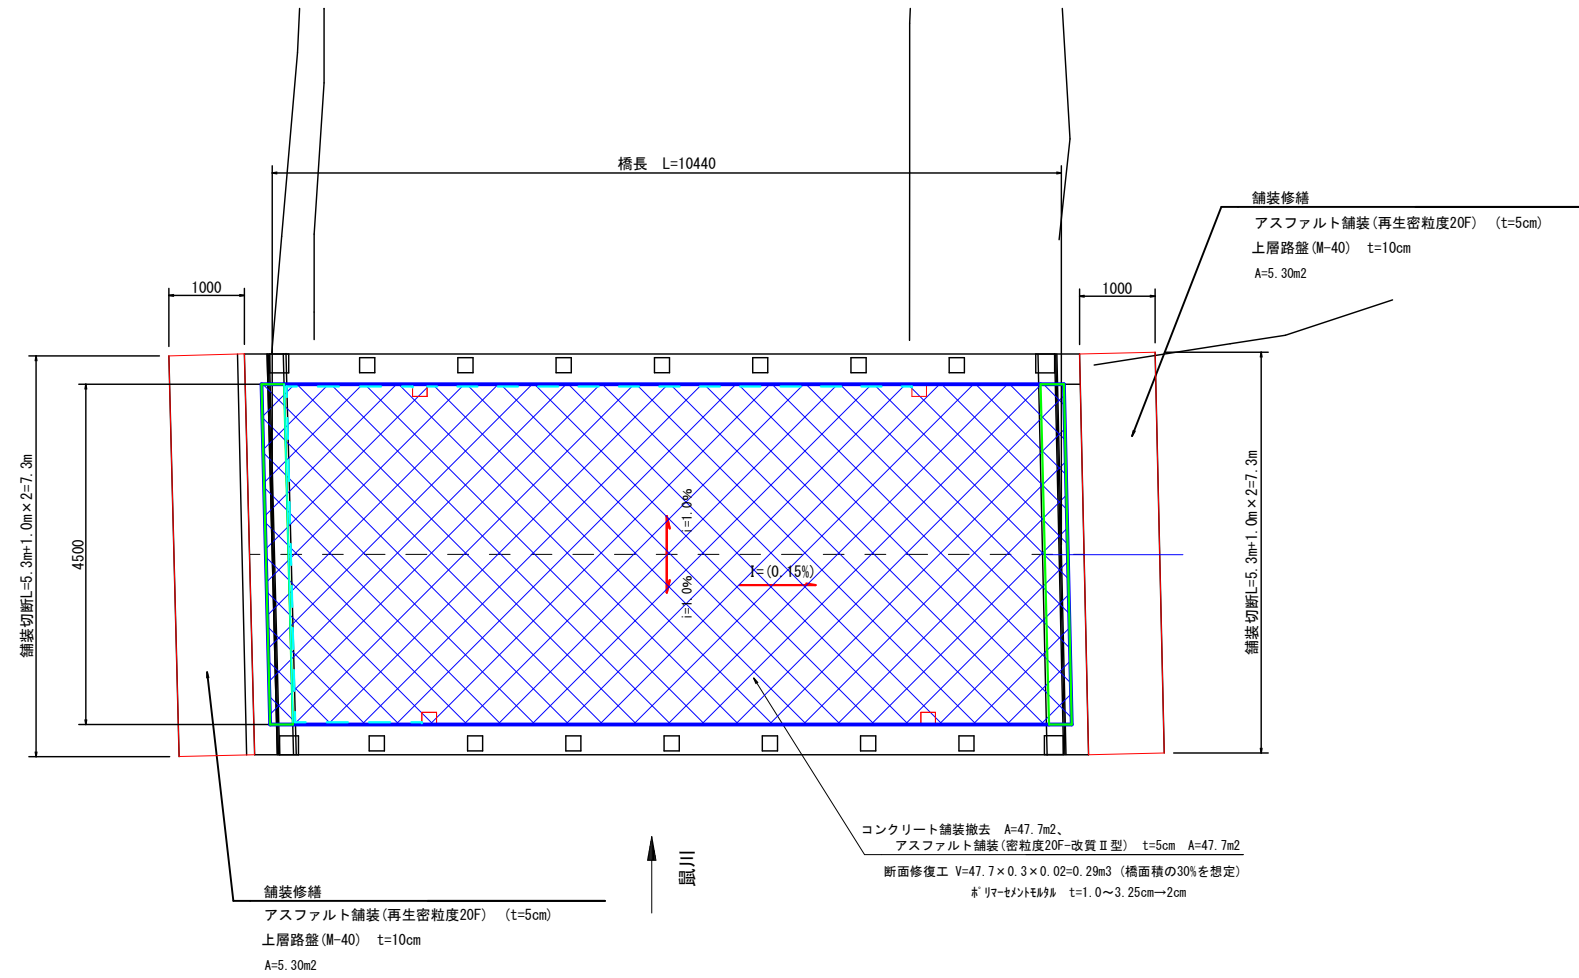 橋長 L=10440
舗装修繕
アスファルト舗装(再生密粒度20F) (t=5cm)
上層路盤(M-40) t=10cm
A=5.30m2
1000
1000
舗装切断L=5.3m+1.0m×2=7.3m
4500
i=1.0%
i=1.0%
I=(0.15%)
舗装切断L=5.3m+1.0m×2=7.3m
コンクリート舗装撤去 A=47.7m2、
アスファルト舗装(密粒度20F-改質Ⅱ型) t=5cm A=47.7m2
断面修復工 V=47.7×0.3×0.02=0.29m3 (橋面積の30%を想定)
ポリマーセメントモルタル t=1.0～3.25cm→2cm
鼠川
舗装修繕
アスファルト舗装(再生密粒度20F) (t=5cm)
上層路盤(M-40) t=10cm
A=5.30m2